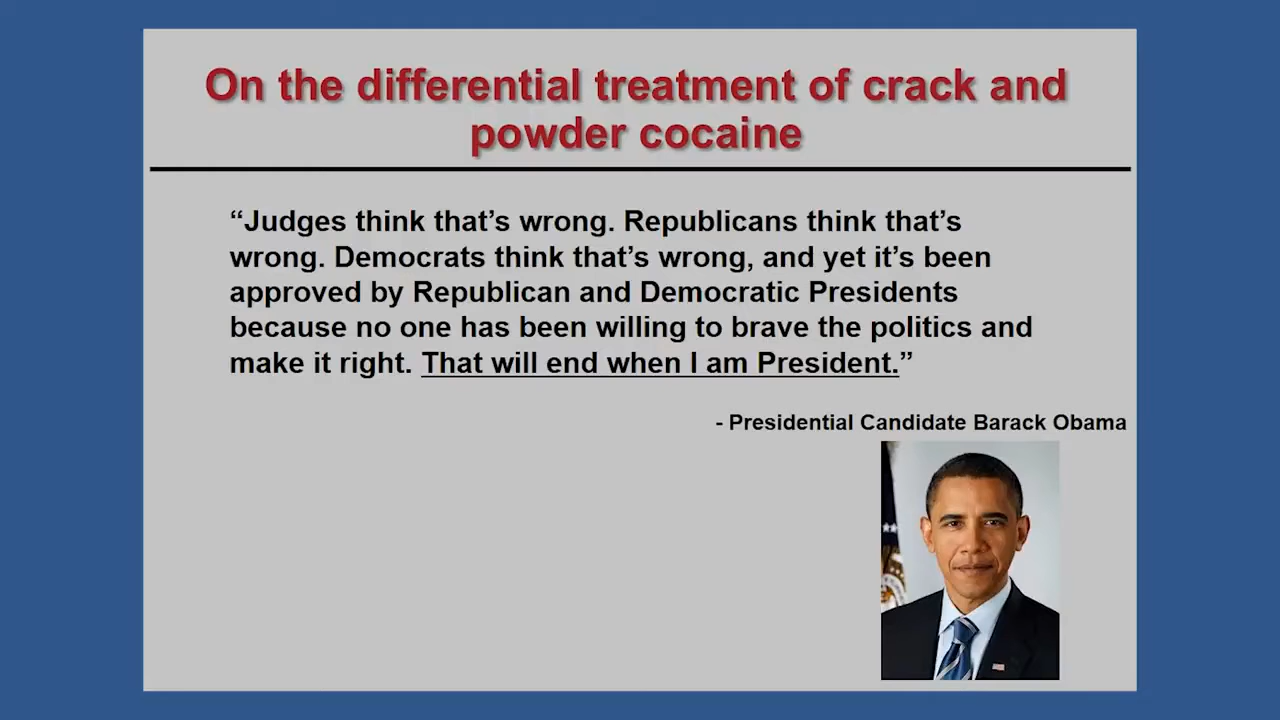 On the differential treatment of crack and
powder cocaine
“Judges think that’s wrong. Republicans think that’s
wrong. Democrats think that’s wrong, and yet it’s been
approved by Republican and Democratic Presidents
because no one has been willing to brave the politics and
make it right. That will end when I am President.”
- Presidential Candidate Barack Obama